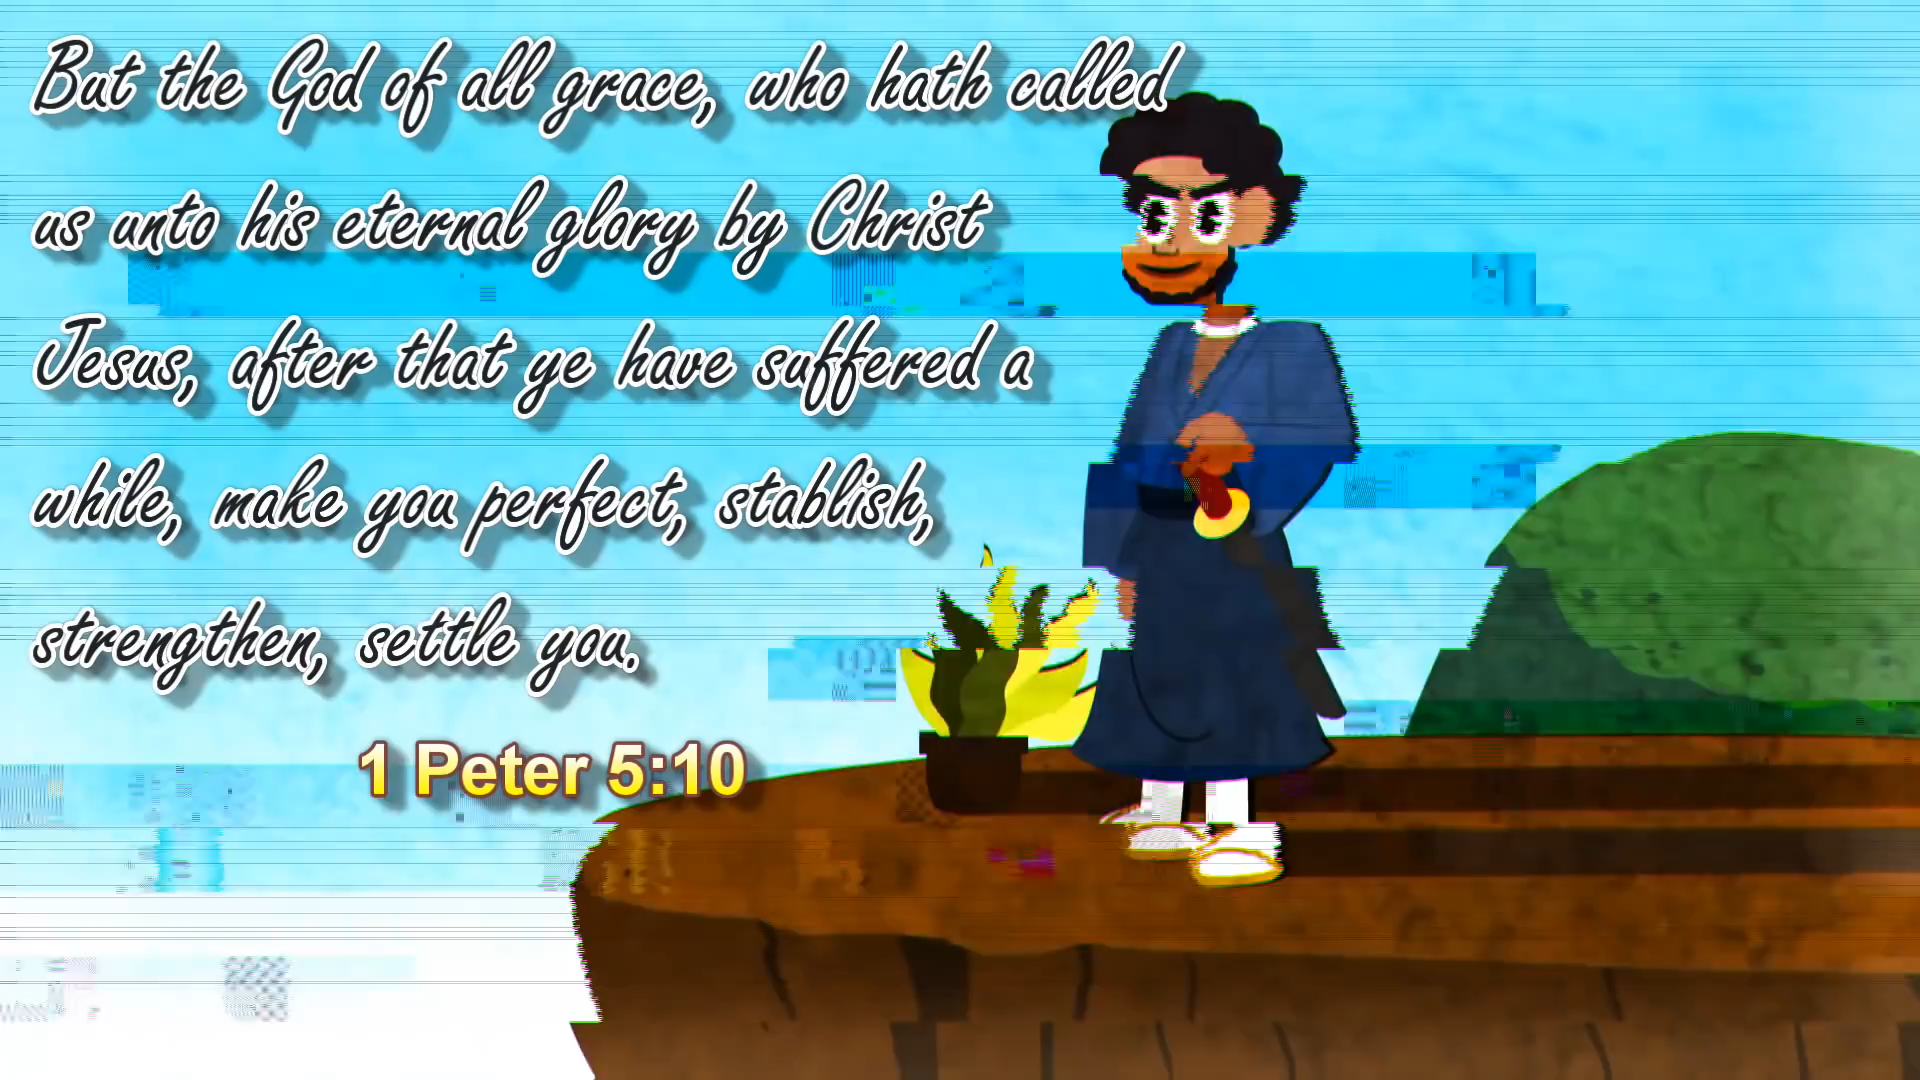 But the God of all grace, who hath called
us unto his eternal glory by Christ
Jesus, after that ye have suffered a
while, make you perfect, stablish,
strengthen, settle you.
1 Peter 5:10